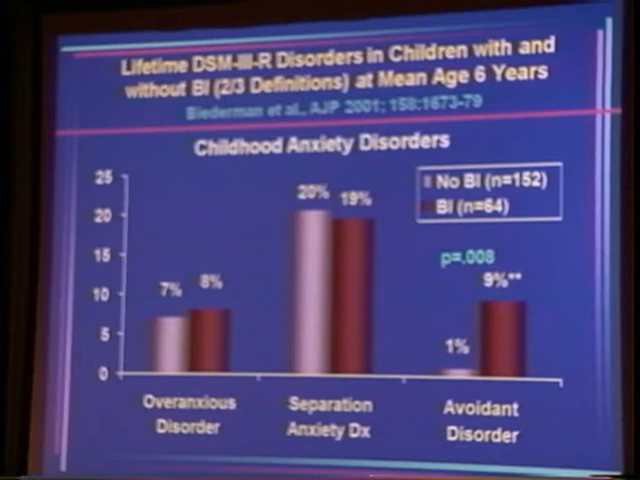 Lifetime DSM-III-R Disorders in Children with and
without BI (2/3 Definitions) at Mean Age 6 Years
Biederman et al., AJP 2001; 158:1673-79
Childhood Anxiety Disorders
25
20
15
10
5
0
No BI (n=152)
BI (n=64)
p=.008
7%
8%
20%
19%
1%
9%**
Overanxious
Disorder
Separation
Anxiety Dx
Avoidant
Disorder